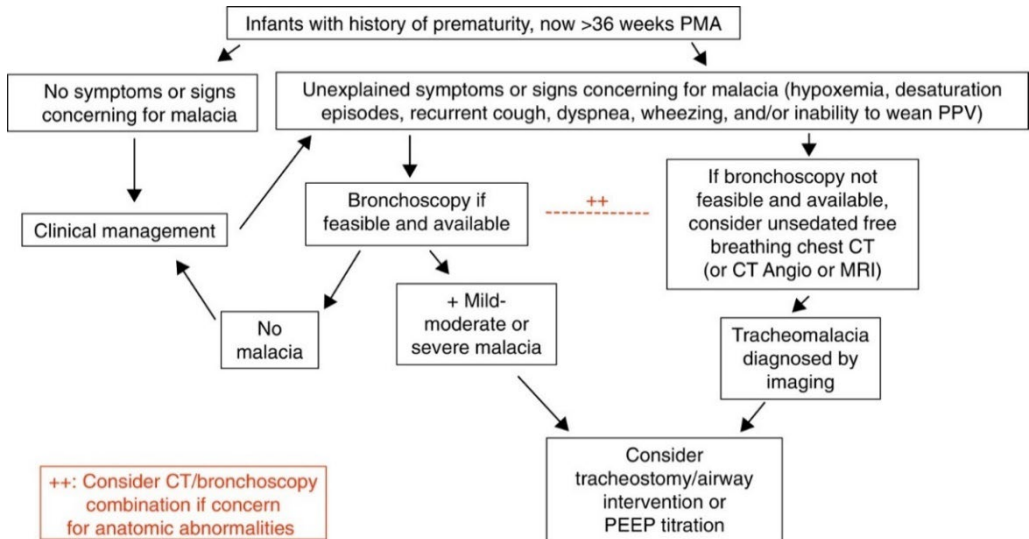 Infants with history of prematurity, now >36 weeks PMA
No symptoms or signs
concerning for malacia
Unexplained symptoms or signs concerning for malacia (hypoxemia, desaturation
episodes, recurrent cough, dyspnea, wheezing, and/or inability to wean PPV)
Clinical management
Bronchoscopy if
feasible and available
++
If bronchoscopy not
feasible and available,
consider unsedated free
breathing chest CT
(or CT Angio or MRI)
No
malacia
+ Mild-
moderate or
severe malacia
Tracheomalacia
diagnosed by
imaging
Consider
tracheostomy/airway
intervention or
PEEP titration
++: Consider CT/bronchoscopy
combination if concern
for anatomic abnormalities